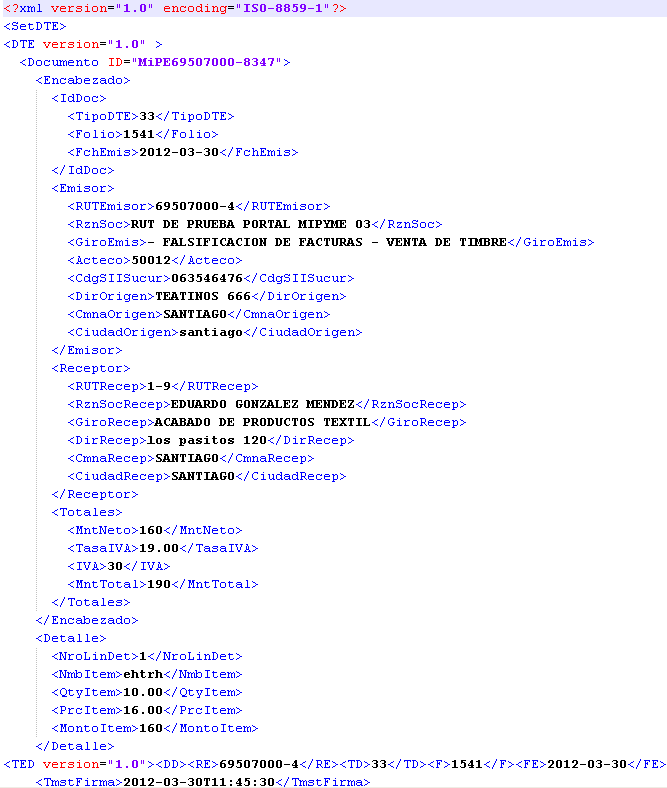 <?xml version="1.0" encoding="ISO-8859-1"?>
<SetDTE>
<DTE version="1.0" >
<Documento ID="MiPE69507000-8347">
<Encabezado>
<IdDoc>
<TipoDTE>33</TipoDTE>
<Folio>1541</Folio>
<FchEmis>2012-03-30</FchEmis>
</IdDoc>
<Emisor>
<RUTEmisor>69507000-4</RUTEmisor>
<RznSoc>RUT DE PRUEBA PORTAL MIPYME 03</RznSoc>
<GiroEmis>- FALSIFICACION DE FACTURAS - VENTA DE TIMBRE</GiroEmis>
<Acteco>50012</Acteco>
<CdgSIISucur>063546476</CdgSIISucur>
<DirOrigen>TEATINOS 666</DirOrigen>
<CmnaOrigen>SANTIAGO</CmnaOrigen>
<CiudadOrigen>santiago</CiudadOrigen>
</Emisor>
<Receptor>
<RUTRecep>1-9</RUTRecep>
<RznSocRecep>EDUARDO GONZALEZ MENDEZ</RznSocRecep>
<GiroRecep>ACABADO DE PRODUCTOS TEXTIL</GiroRecep>
<DirRecep>los pasitos 120</DirRecep>
<CmnaRecep>SANTIAGO</CmnaRecep>
<CiudadRecep>SANTIAGO</CiudadRecep>
</Receptor>
<Totales>
<MntNeto>160</MntNeto>
<TasaIVA>19.00</TasaIVA>
<IVA>30</IVA>
<MntTotal>190</MntTotal>
</Totales>
</Encabezado>
<Detalle>
<NroLinDet>1</NroLinDet>
<NmbItem>ehtrh</NmbItem>
<QtyItem>10.00</QtyItem>
<PrcItem>16.00</PrcItem>
<MontoItem>160</MontoItem>
</Detalle>
<TED version="1.0"><DD><RE>69507000-4</RE><TD>33</TD><F>1541</F><FE>2012-03-30</FE>
<TmstFirma>2012-03-30T11:45:30</TmstFirma>